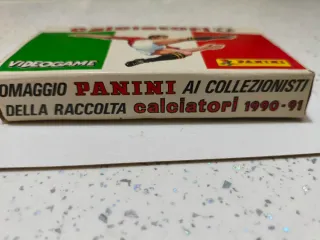 VIDEOGAME
PANINI
OMAGGIO PANINI AI COLLEZIONISTI
DELLA RACCOLTA calciatori 1990-91